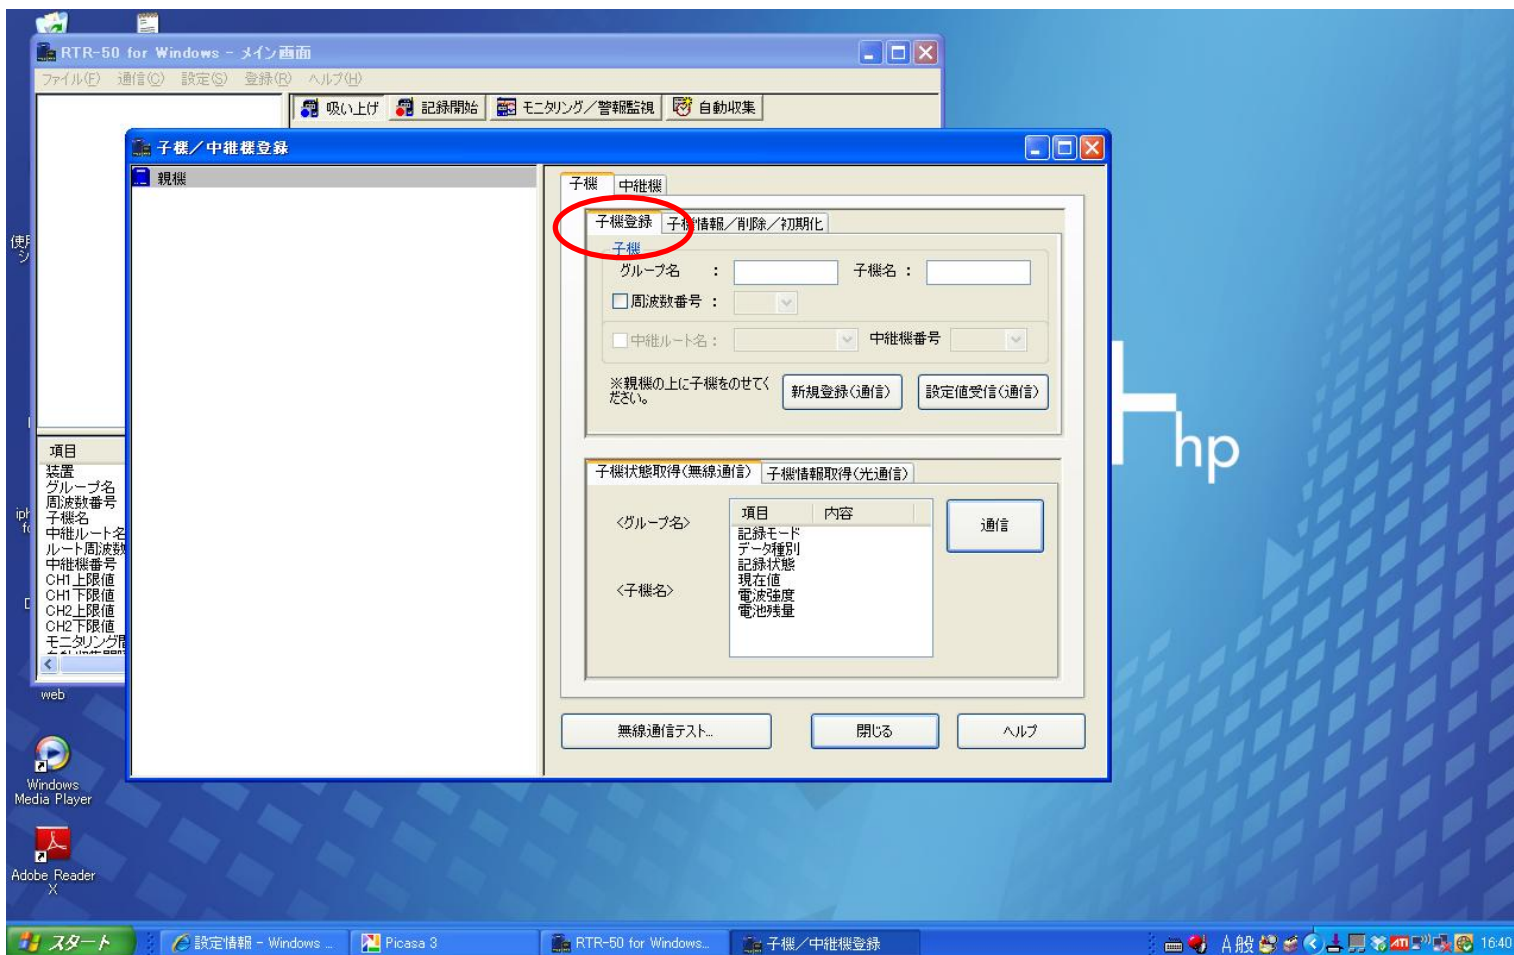 RTR-50 for Windows - メイン画面
ファイル(F) 通信(C) 設定(S) 登録(R) ヘルプ(H)
吸い上げ 記録開始 モニタリング／警報監視 自動収集
子機／中継機登録
親機
子機 中継機
子機登録 子機情報／削除／初期化
子機
グループ名 : 子機名 :
周波数番号 :
中継ルート名 : 中継機番号
※親機の上に子機をのせてく
ださい。
新規登録(通信) 設定値受信(通信)
子機状態取得(無線通信) 子機情報取得(光通信)
<グループ名>
<子機名>
項目 内容
記録モード
データ種別
記録状態
現在値
電波強度
電池残量
通信
無線通信テスト... 閉じる ヘルプ
項目
装置
グループ名
周波数番号
子機名
中継ルート名
ルート周波数
中継機番号
CH1上限値
CH1下限値
CH2上限値
CH2下限値
モニタリング間
hp
web
Windows
Media Player
Adobe Reader
X
スタート 設定情報 - Windows ... Picasa 3 RTR-50 for Windows... 子機／中継機登録 A般 16:40